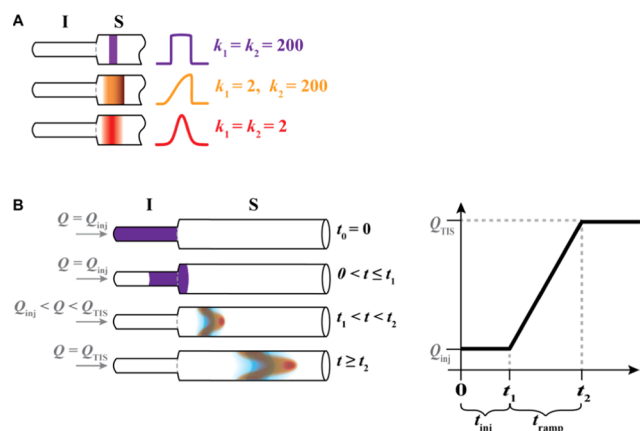 A
I S
k₁ = k₂ = 200
k₁ = 2, k₂ = 200
k₁ = k₂ = 2
B
I S
Q = Qinj
t₀ = 0
Q = Qinj
0 < t ≤ t₁
Qinj < Q < QTIS
t₁ < t < t₂
Q = QTIS
t ≥ t₂
QTIS
Qinj
0 t₁ t₂
tinj tramp